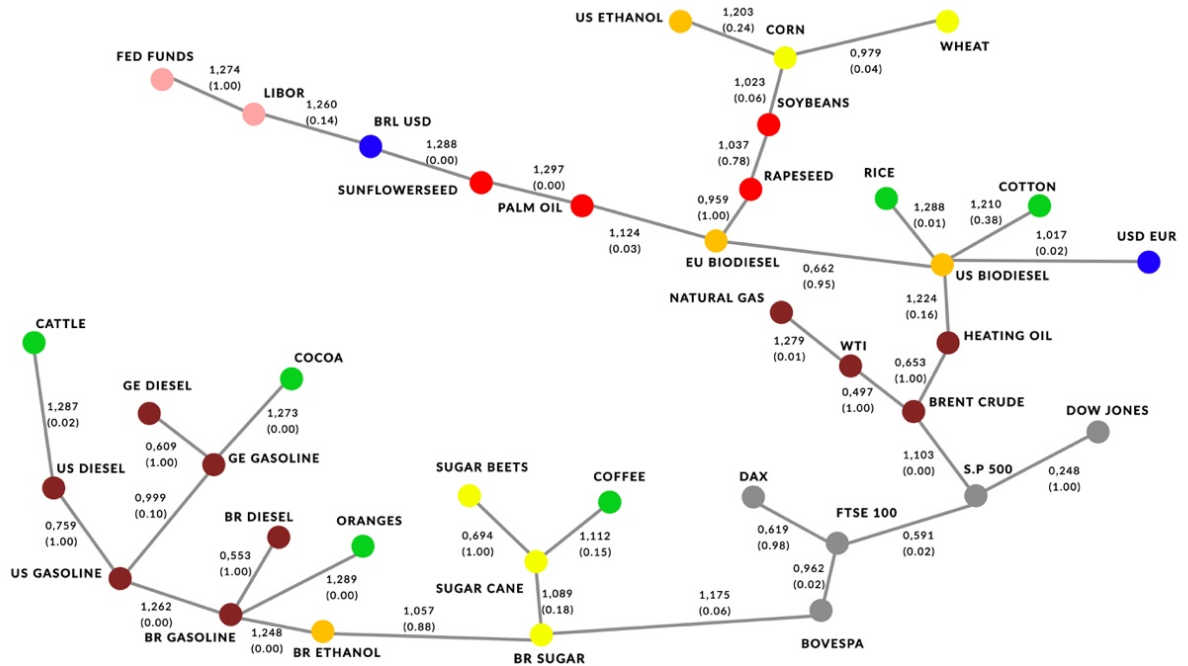 US ETHANOL
1,203
(0.24)
CORN
0,979
(0.04)
WHEAT
FED FUNDS
1,274
(1.00)
LIBOR
1,260
(0.14)
BRL USD
1,288
(0.00)
SUNFLOWERSEED
1,297
(0.00)
PALM OIL
1,124
(0.03)
1,023
(0.06)
SOYBEANS
1,037
(0.78)
RAPESEED
0,959
(1.00)
EU BIODIESEL
0,662
(0.95)
RICE
1,288
(0.01)
COTTON
1,210
(0.38)
1,017
(0.02)
USD EUR
US BIODIESEL
1,224
(0.16)
HEATING OIL
NATURAL GAS
1,279
(0.01)
WTI
0,497
(1.00)
0,653
(1.00)
BRENT CRUDE
1,103
(0.00)
S.P 500
DOW JONES
0,248
(1.00)
CATTLE
1,287
(0.02)
US DIESEL
0,759
(1.00)
GE DIESEL
0,609
(1.00)
COCOA
1,273
(0.00)
GE GASOLINE
0,999
(0.10)
US GASOLINE
1,262
(0.00)
BR DIESEL
0,553
(1.00)
ORANGES
1,289
(0.00)
BR GASOLINE
1,248
(0.00)
BR ETHANOL
1,057
(0.88)
SUGAR BEETS
0,694
(1.00)
COFFEE
1,112
(0.15)
SUGAR CANE
1,089
(0.18)
BR SUGAR
1,175
(0.06)
DAX
0,619
(0.98)
FTSE 100
0,591
(0.02)
0,962
(0.02)
BOVESPA